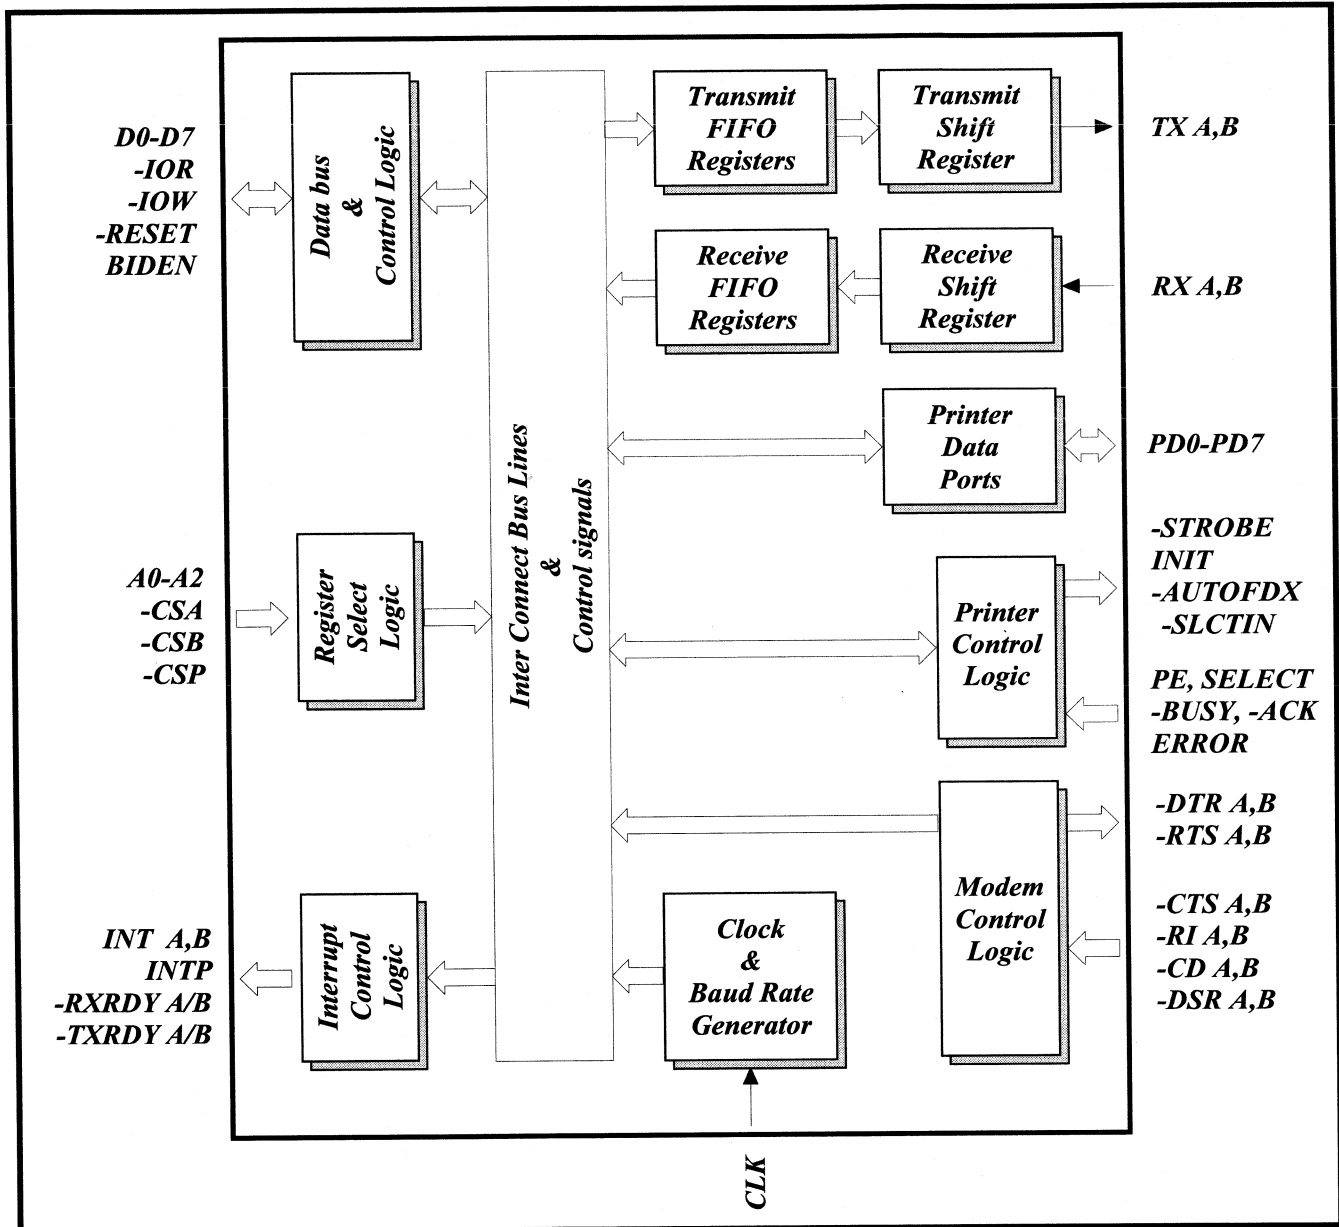 D0-D7
-IOR
-IOW
-RESET
BIDEN
Data bus
&
Control Logic
A0-A2
-CSA
-CSB
-CSP
Register
Select
Logic
INT A,B
INTP
-RXRDY A/B
-TXRDY A/B
Interrupt
Control
Logic
Inter Connect Bus Lines
&
Control signals
Transmit
FIFO
Registers
Transmit
Shift
Register
TX A,B
Receive
FIFO
Registers
Receive
Shift
Register
RX A,B
Printer
Data
Ports
PD0-PD7
Printer
Control
Logic
-STROBE
INIT
-AUTOFDX
-SLCTIN
PE, SELECT
-BUSY, -ACK
ERROR
Modem
Control
Logic
-DTR A,B
-RTS A,B
-CTS A,B
-RI A,B
-CD A,B
-DSR A,B
Clock
&
Baud Rate
Generator
CLK